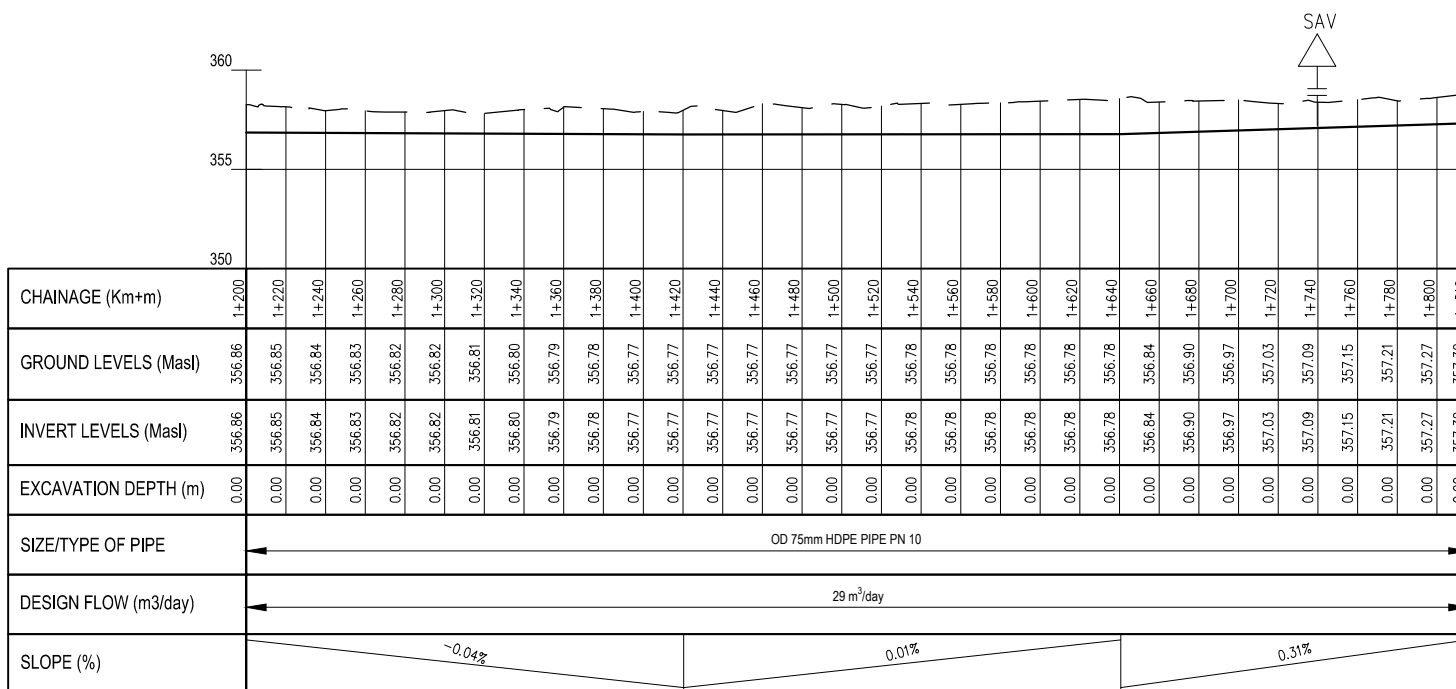 SAV
360
355
350
CHAINAGE (Km+m) 1+200 1+220 1+240 1+260 1+280 1+300 1+320 1+340 1+360 1+380 1+400 1+420 1+440 1+460 1+480 1+500 1+520 1+540 1+560 1+580 1+600 1+620 1+640 1+660 1+680 1+700 1+720 1+740 1+760 1+780 1+800
GROUND LEVELS (Masl) 356.86 356.85 356.84 356.83 356.82 356.82 356.81 356.80 356.79 356.78 356.77 356.77 356.77 356.77 356.77 356.77 356.77 356.78 356.78 356.78 356.78 356.78 356.78 356.84 356.90 356.97 357.03 357.09 357.15 357.21 357.27
INVERT LEVELS (Masl) 356.86 356.85 356.84 356.83 356.82 356.82 356.81 356.80 356.79 356.78 356.77 356.77 356.77 356.77 356.77 356.77 356.77 356.78 356.78 356.78 356.78 356.78 356.78 356.84 356.90 356.97 357.03 357.09 357.15 357.21 357.27
EXCAVATION DEPTH (m) 0.00 0.00 0.00 0.00 0.00 0.00 0.00 0.00 0.00 0.00 0.00 0.00 0.00 0.00 0.00 0.00 0.00 0.00 0.00 0.00 0.00 0.00 0.00 0.00 0.00 0.00 0.00 0.00 0.00 0.00 0.00
SIZE/TYPE OF PIPE OD 75mm HDPE PIPE PN 10
DESIGN FLOW (m3/day) 29 m³/day
SLOPE (%) -0.04% 0.01% 0.31%